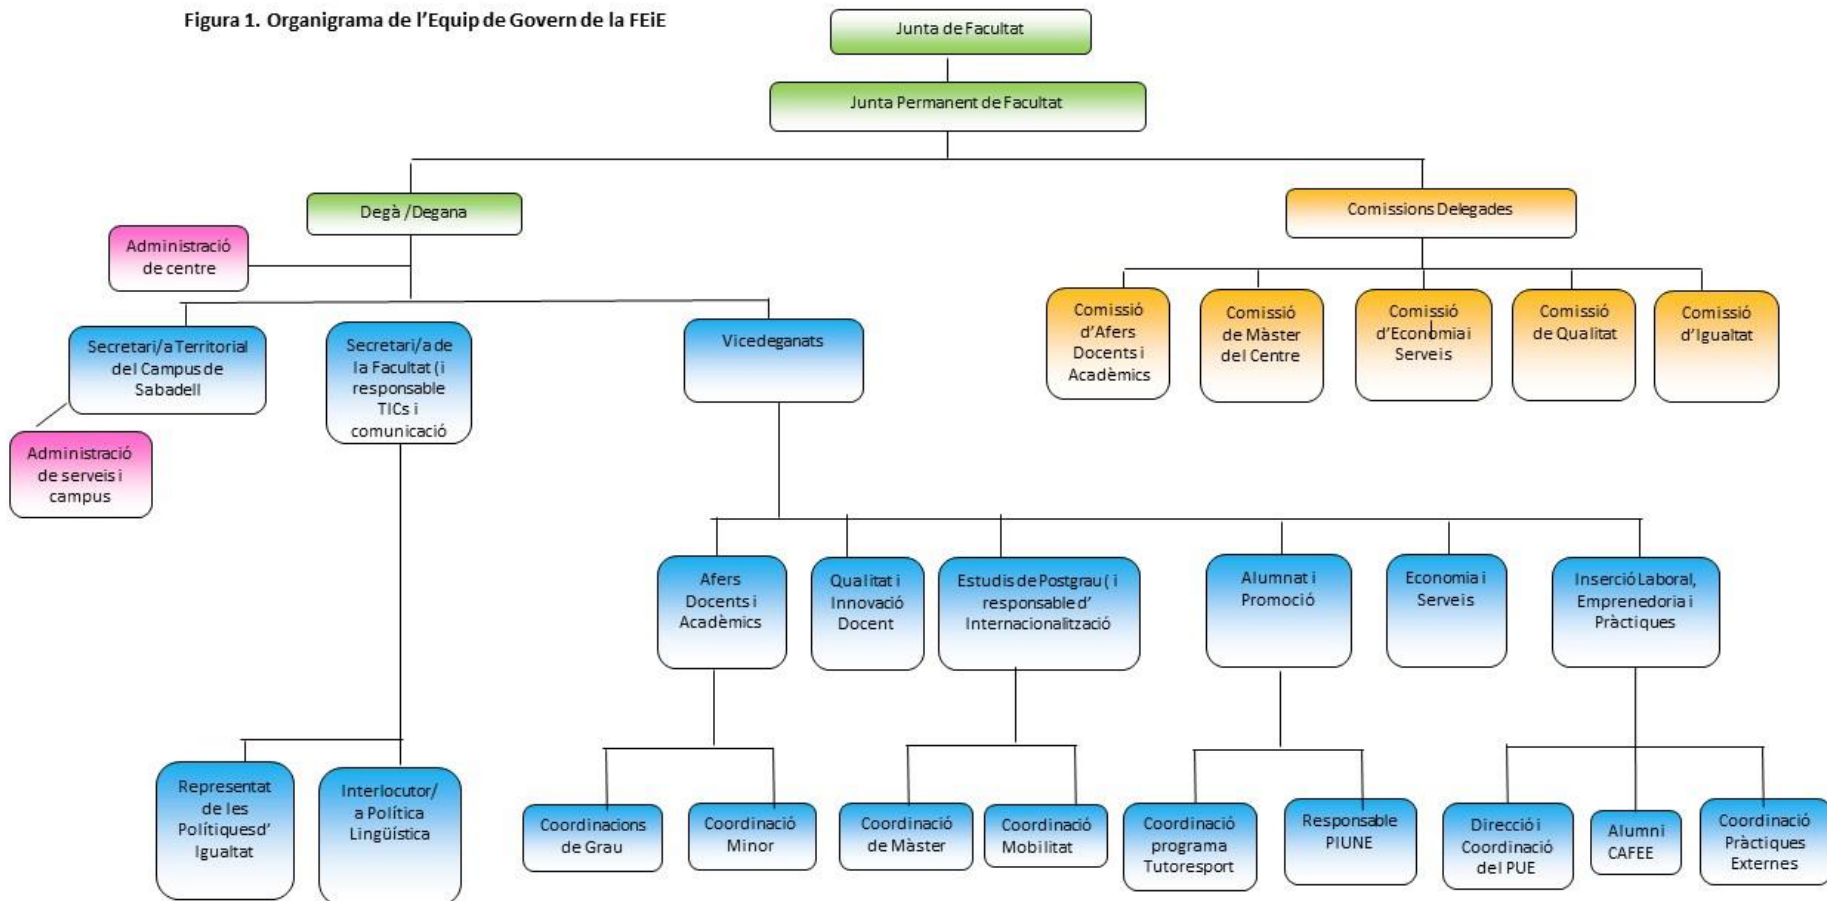 Figura 1. Organigrama de l'Equip de Govern de la FEiE
Junta de Facultat
Junta Permanent de Facultat
Degà /Degana
Comissions Delegades
Administració
de centre
Comissió
d'Afers
Docents i
Acadèmics
Comissió
de Màster
del Centre
Comissió
d'Economia i
Serveis
Comissió
de Qualitat
Comissió
d'Igualtat
Secretari/a Territorial
del Campus de
Sabadell
Secretari/a de
la Facultat (i
responsable
TICs i
comunicació
Vicedeganats
Administració
de serveis i
campus
Afers
Docents i
Acadèmics
Qualitat i
Innovació
Docent
Estudis de Postgrau ( i
responsable d'
Internacionalització
Alumnat i
Promoció
Economia i
Serveis
Inserció Laboral,
Emprenedoria i
Pràctiques
Representat
de les
Polítiques d'
Igualtat
Interlocutor/
a Política
Lingüística
Coordinacions
de Grau
Coordinació
Minor
Coordinació
de Màster
Coordinació
Mobilitat
Coordinació
programa
Tutoresport
Responsable
PIUNE
Direcció i
Coordinació
del PUE
Alumni
CAFEE
Coordinació
Pràctiques
Externes